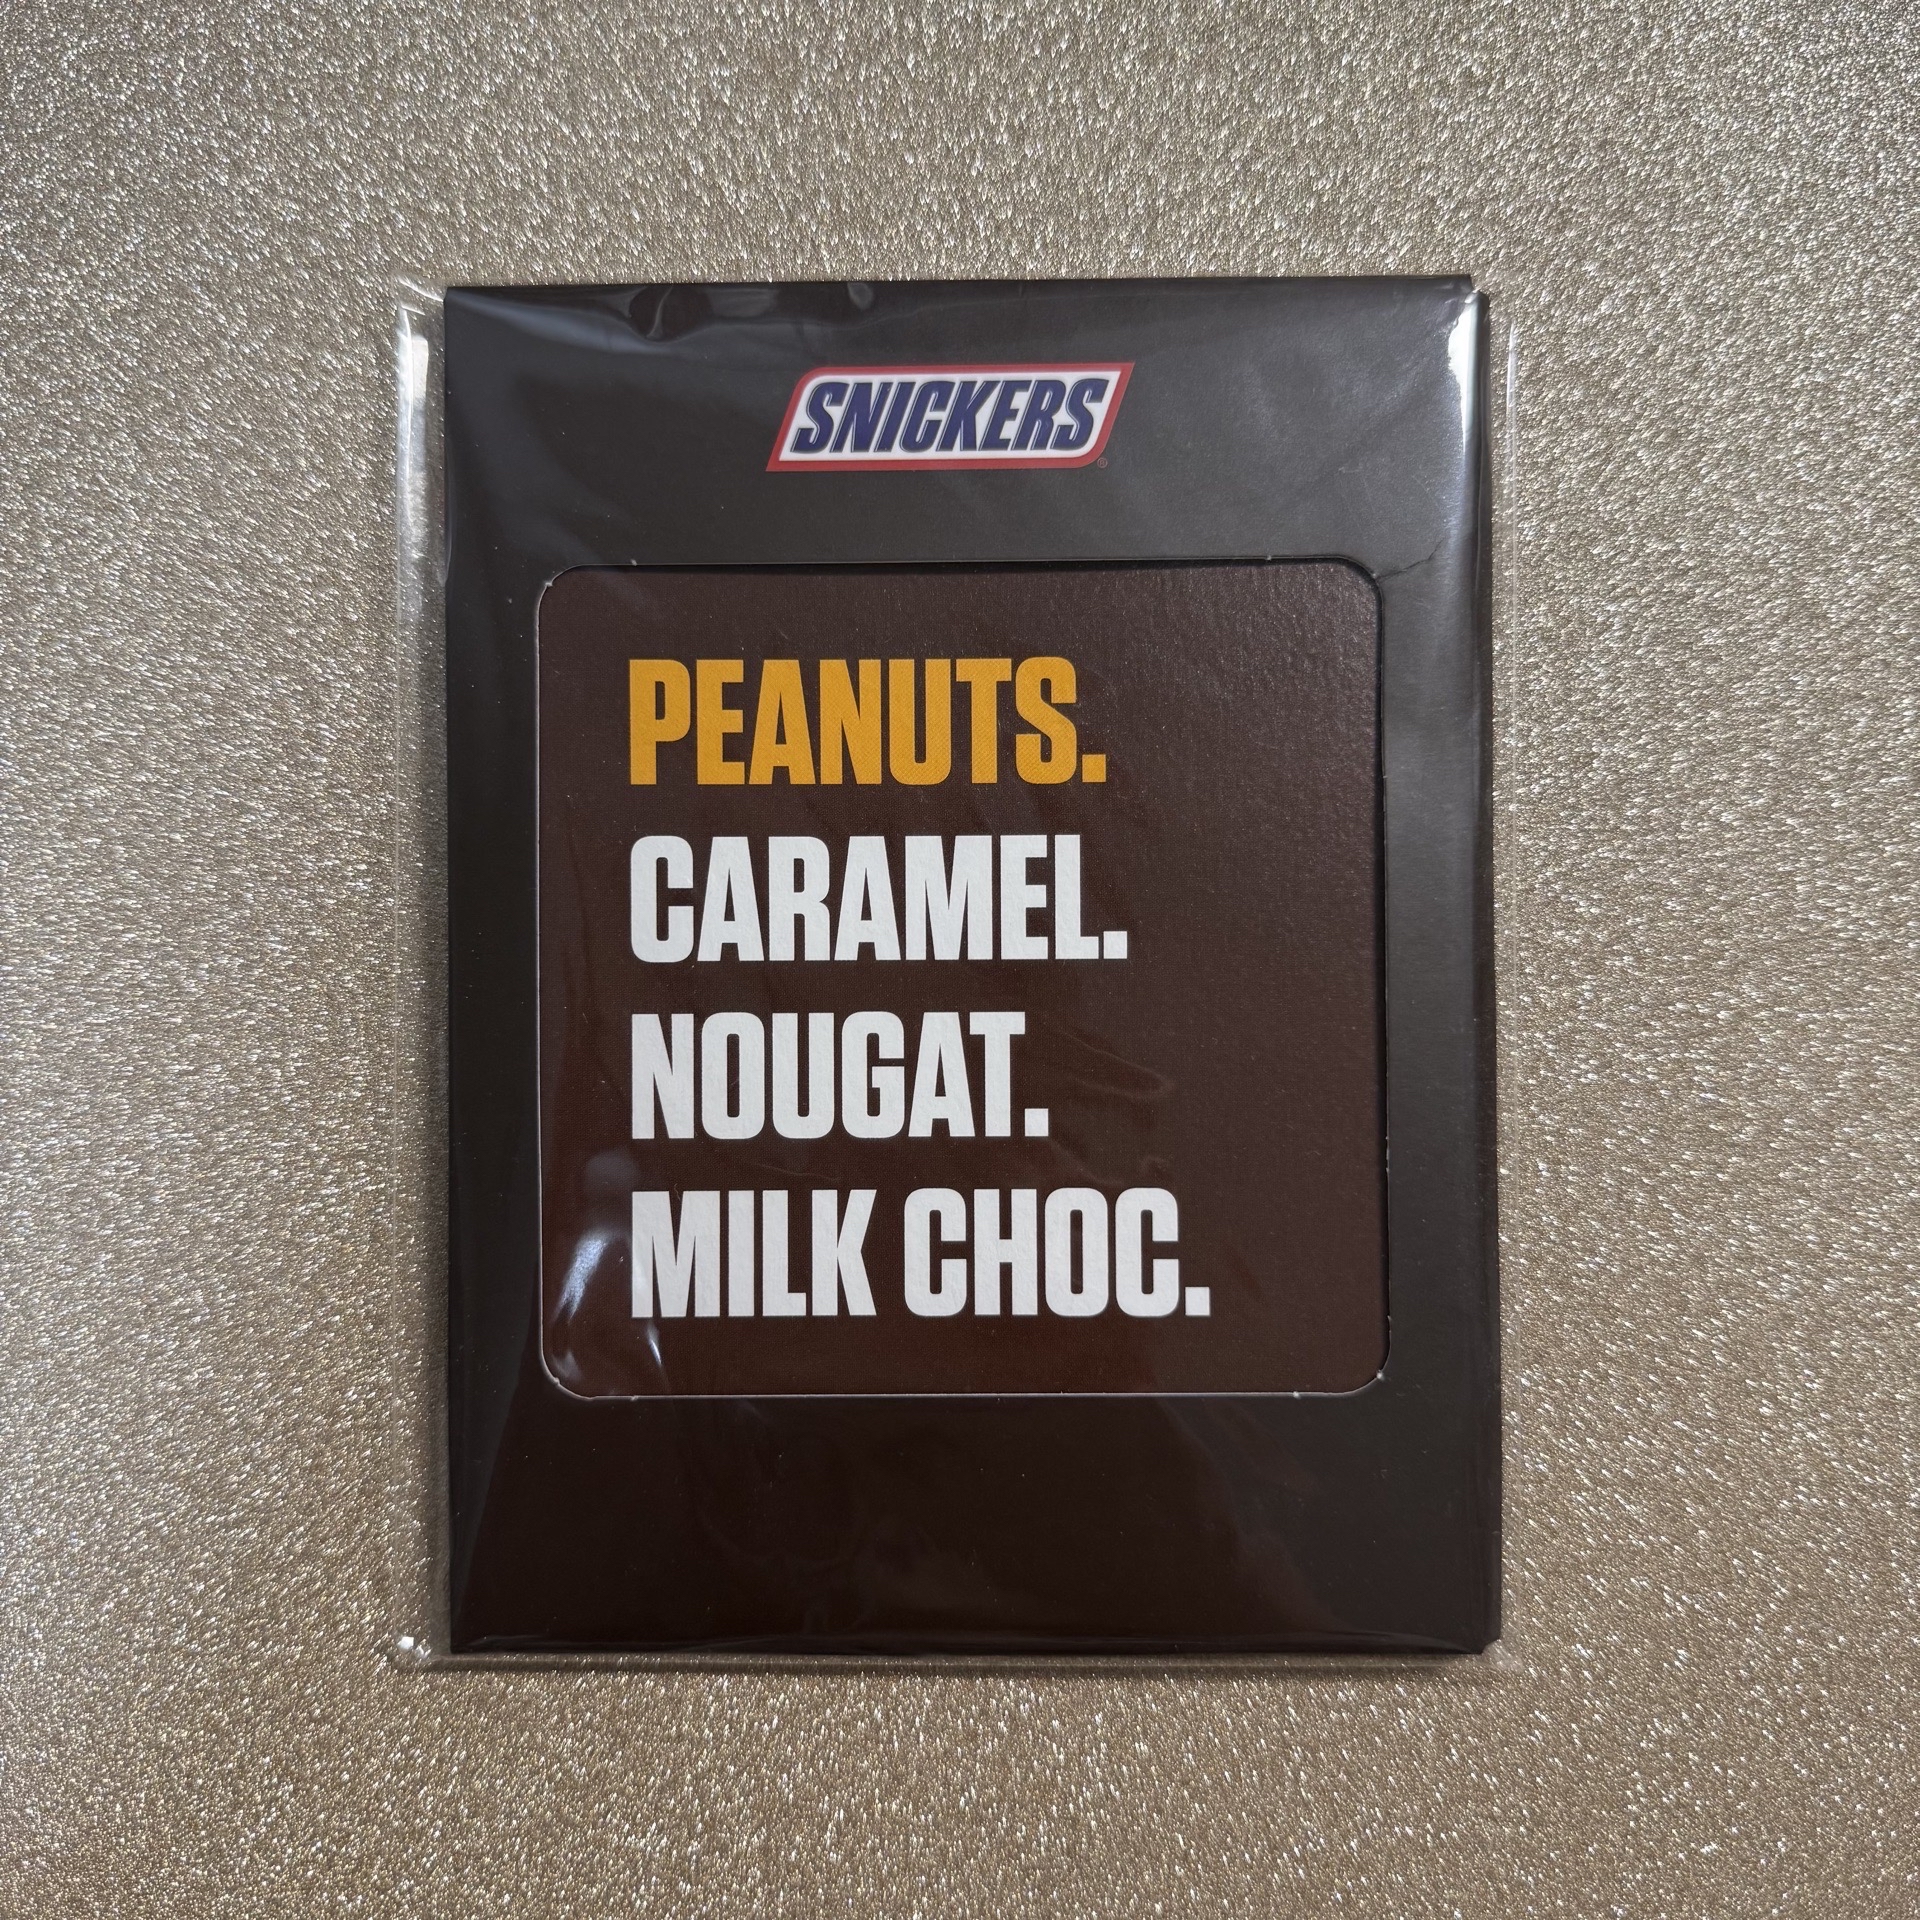 SNICKERS®
PEANUTS.
CARAMEL.
NOUGAT.
MILK CHOC.